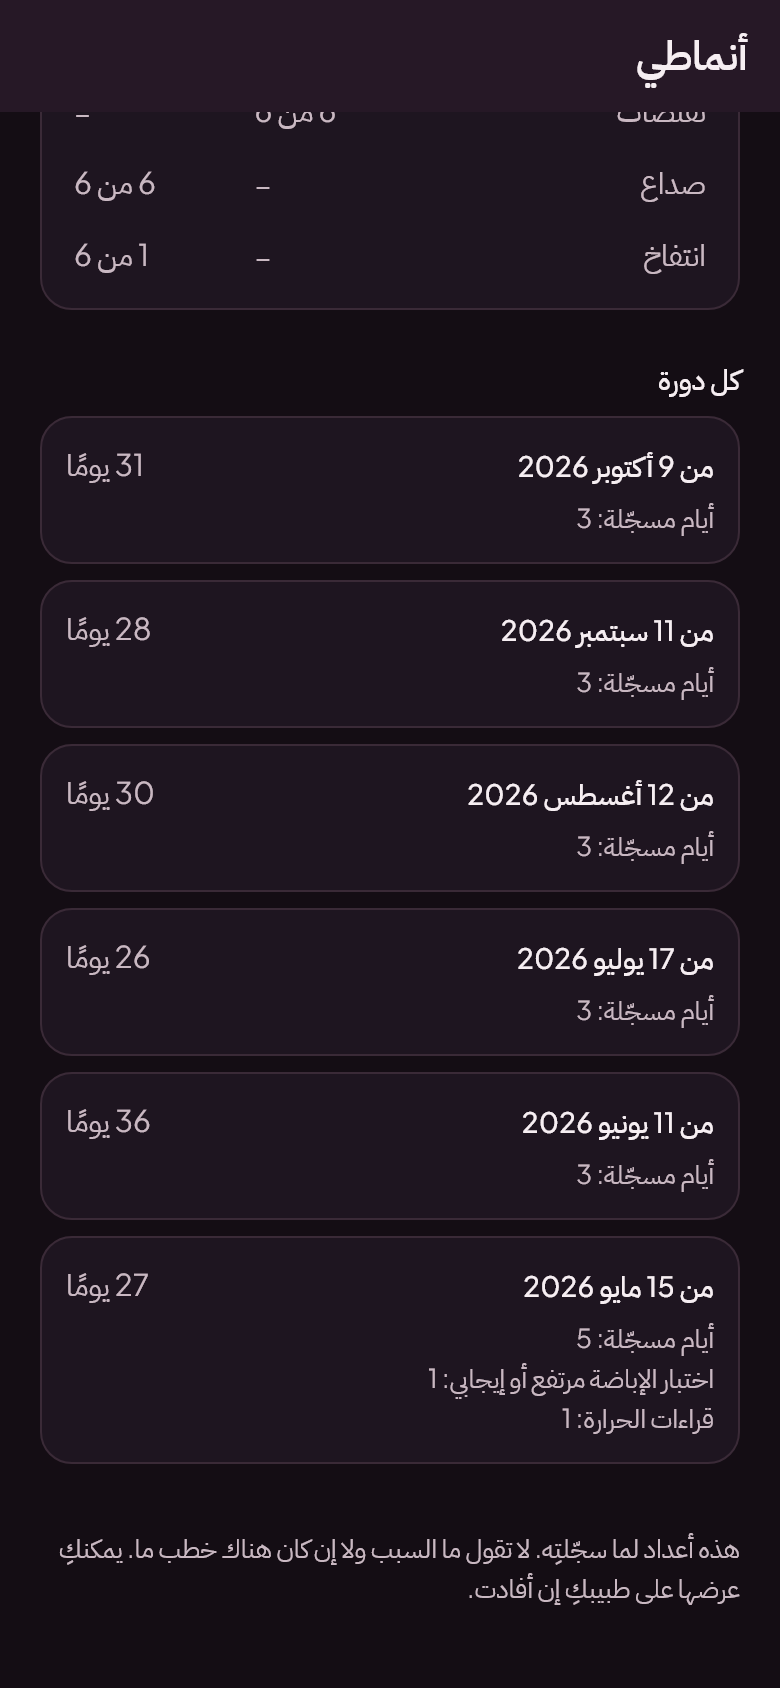 أنماطي
تقلصات 6 من 6 –
صداع – 6 من 6
انتفاخ – 1 من 6
كل دورة
من 9 أكتوبر 2026 31 يومًا
أيام مسجّلة: 3
من 11 سبتمبر 2026 28 يومًا
أيام مسجّلة: 3
من 12 أغسطس 2026 30 يومًا
أيام مسجّلة: 3
من 17 يوليو 2026 26 يومًا
أيام مسجّلة: 3
من 11 يونيو 2026 36 يومًا
أيام مسجّلة: 3
من 15 مايو 2026 27 يومًا
أيام مسجّلة: 5
اختبار الإباضة مرتفع أو إيجابي: 1
قراءات الحرارة: 1
هذه أعداد لما سجّلتِه. لا تقول ما السبب ولا إن كان هناك خطب ما. يمكنكِ
عرضها على طبيبكِ إن أفادت.